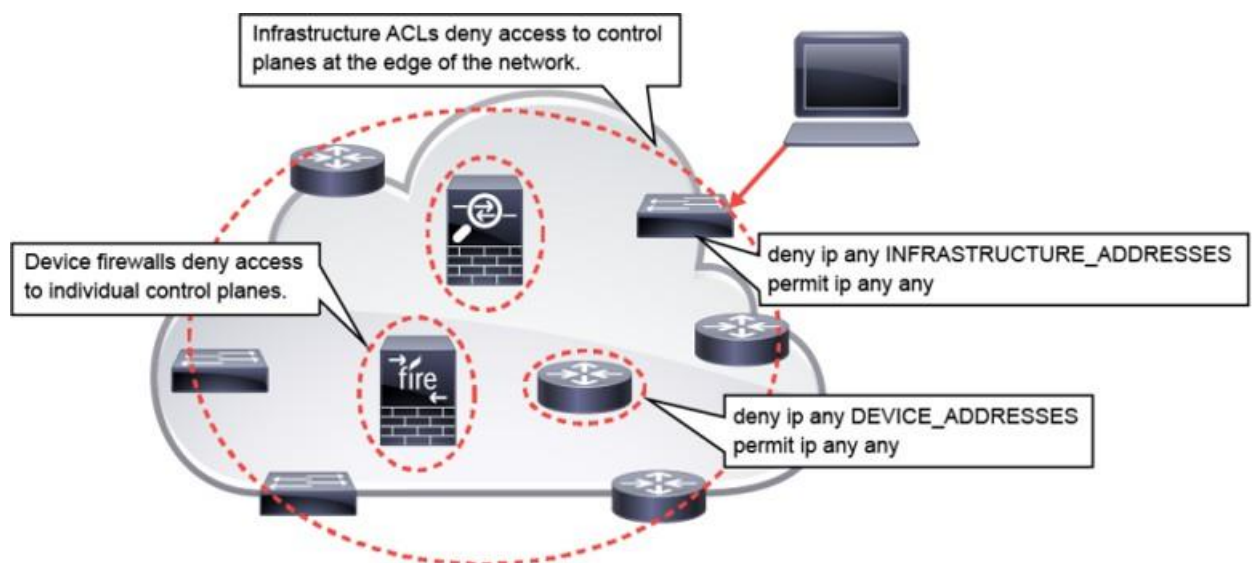 Infrastructure ACLs deny access to control
planes at the edge of the network.
Device firewalls deny access
to individual control planes.
deny ip any INFRASTRUCTURE_ADDRESSES
permit ip any any
fire
deny ip any DEVICE_ADDRESSES
permit ip any any